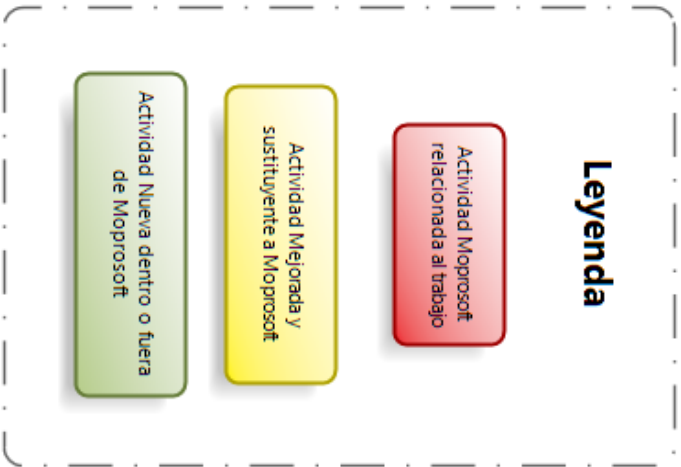 Leyenda
Actividad Moprosoft
relacionada al trabajo
Actividad Mejorada y
sustituyente a Moprosoft
Actividad Nueva dentro o fuera
de Moprosoft